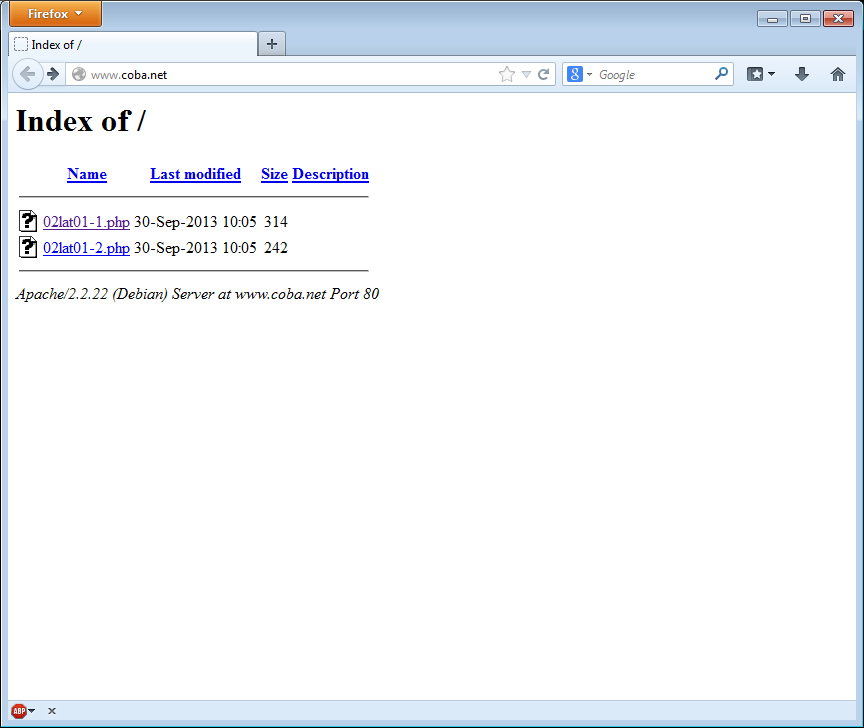 Firefox
Index of /
www.coba.net
Google
Index of /
Name Last modified Size Description
02lat01-1.php 30-Sep-2013 10:05 314
02lat01-2.php 30-Sep-2013 10:05 242
Apache/2.2.22 (Debian) Server at www.coba.net Port 80
ABP